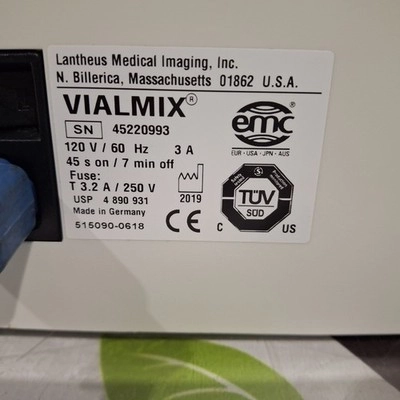 Lantheus Medical Imaging, Inc.
N. Billerica, Massachusetts 01862 U.S.A.
VIALMIX®
SN 45220993
120 V / 60 Hz 3 A
45 s on / 7 min off
Fuse:
T 3.2 A / 250 V
USP 4 890 931
Made in Germany
515090-0618
2019
CE
emc
EUR - USA - JPN - AUS
TÜV
SÜD
C US